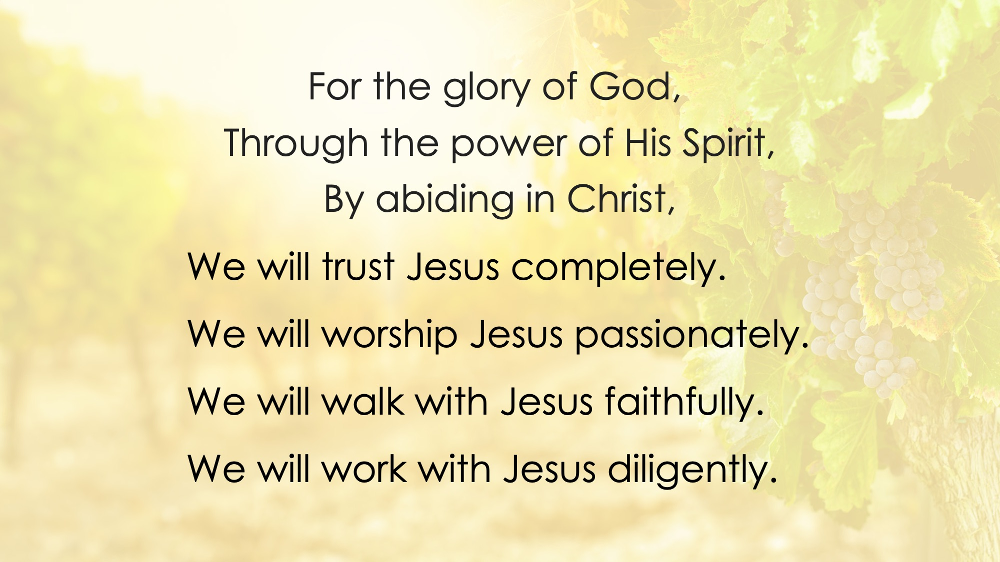 For the glory of God,
Through the power of His Spirit,
By abiding in Christ,
We will trust Jesus completely.
We will worship Jesus passionately.
We will walk with Jesus faithfully.
We will work with Jesus diligently.